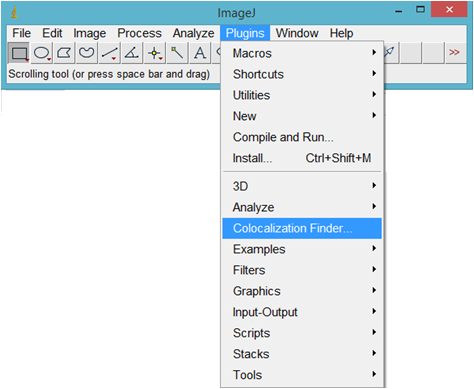 ImageJ
File Edit Image Process Analyze Plugins Window Help
A >>
Scrolling tool (or press space bar and drag)
Macros
Shortcuts
Utilities
New
Compile and Run...
Install... Ctrl+Shift+M
3D
Analyze
Colocalization Finder...
Examples
Filters
Graphics
Input-Output
Scripts
Stacks
Tools